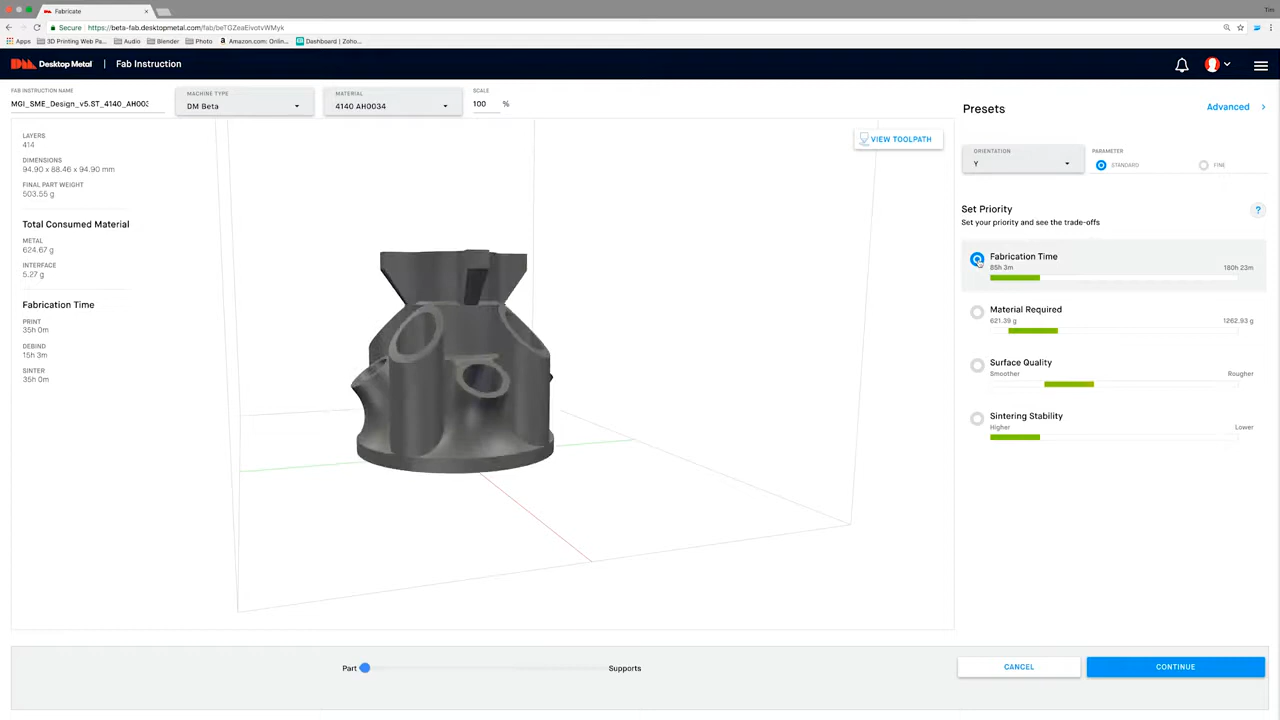 Fabricate
Tim
Secure
https://beta-fab.desktopmetal.com/fab/beTGZeaEivotvWMyk
Apps
3D Printing Web Pa...
Audio
Blender
Photo
Amazon.com: Onlin...
Dashboard | Zoho...
Desktop Metal
Fab Instruction
FAB INSTRUCTION NAME
MGI_SME_Design_v5.ST_4140_AH003
MACHINE TYPE
DM Beta
MATERIAL
4140 AH0034
SCALE
100 %
LAYERS
414
DIMENSIONS
94.90 x 88.46 x 94.90 mm
FINAL PART WEIGHT
503.55 g
Total Consumed Material
METAL
624.67 g
INTERFACE
5.27 g
Fabrication Time
PRINT
35h 0m
DEBIND
15h 3m
SINTER
35h 0m
VIEW TOOLPATH
Presets
Advanced
ORIENTATION
Y
PARAMETER
STANDARD
FINE
Set Priority
?
Set your priority and see the trade-offs
Fabrication Time
85h 3m
180h 23m
Material Required
621.39 g
1262.93 g
Surface Quality
Smoother
Rougher
Sintering Stability
Higher
Lower
Part
Supports
CANCEL
CONTINUE